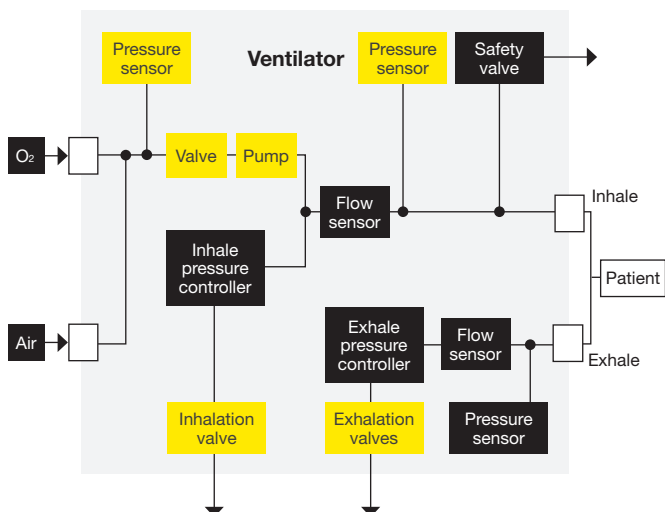 Pressure
sensor
Ventilator
Pressure
sensor
Safety
valve
O₂
Valve
Pump
Flow
sensor
Inhale
Inhale
pressure
controller
Patient
Air
Exhale
pressure
controller
Flow
sensor
Exhale
Inhalation
valve
Exhalation
valves
Pressure
sensor